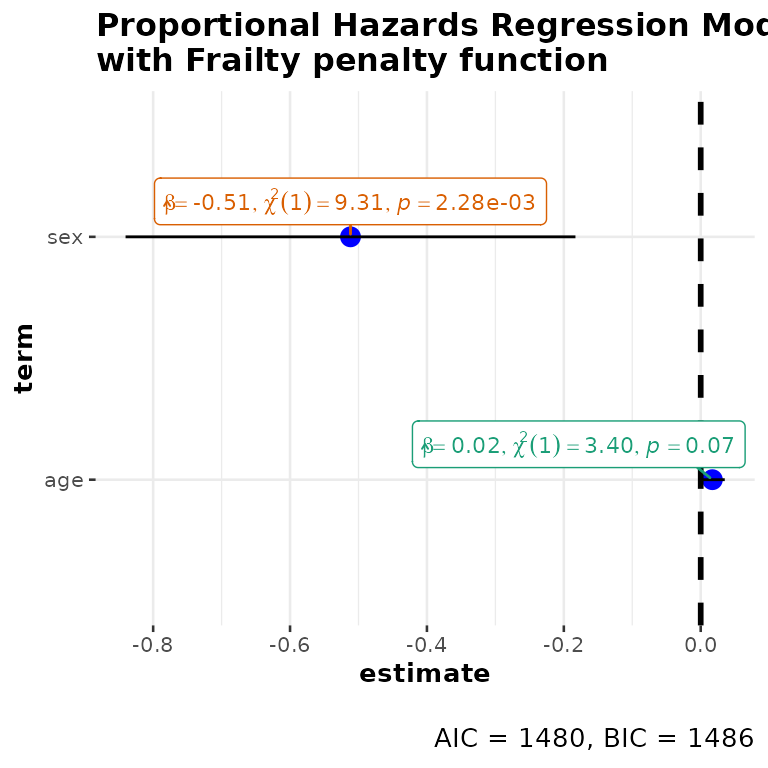 Proportional Hazards Regression Mod
with Frailty penalty function
β̂ = -0.51, χ²(1) = 9.31, p = 2.28e-03
sex
term
β̂ = 0.02, χ²(1) = 3.40, p = 0.07
age
-0.8 -0.6 -0.4 -0.2 0.0
estimate
AIC = 1480, BIC = 1486